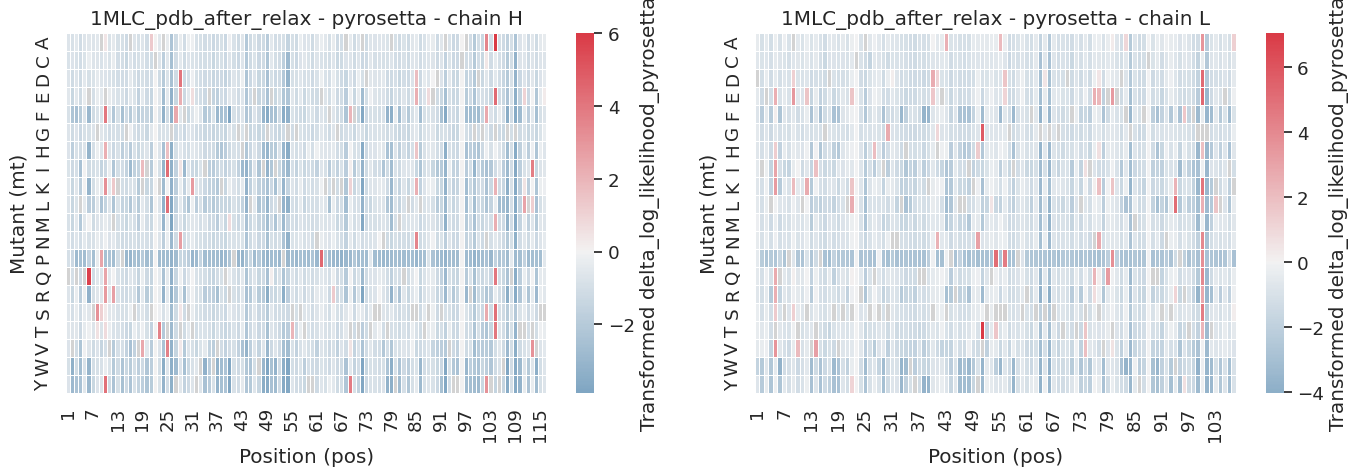 1MLC_pdb_after_relax - pyrosetta - chain H
Mutant (mt)
A
C
D
E
F
G
H
I
K
L
M
N
P
Q
R
S
T
V
W
Y
1 7 13 19 25 31 37 43 49 55 61 67 73 79 85 91 97 103 109 115
Position (pos)
6
4
2
0
−2
Transformed delta_log_likelihood_pyrosetta
1MLC_pdb_after_relax - pyrosetta - chain L
Mutant (mt)
A
C
D
E
F
G
H
I
K
L
M
N
P
Q
R
S
T
V
W
Y
1 7 13 19 25 31 37 43 49 55 61 67 73 79 85 91 97 103
Position (pos)
6
4
2
0
−2
−4
Transformed delta_log_likelihood_pyrosetta